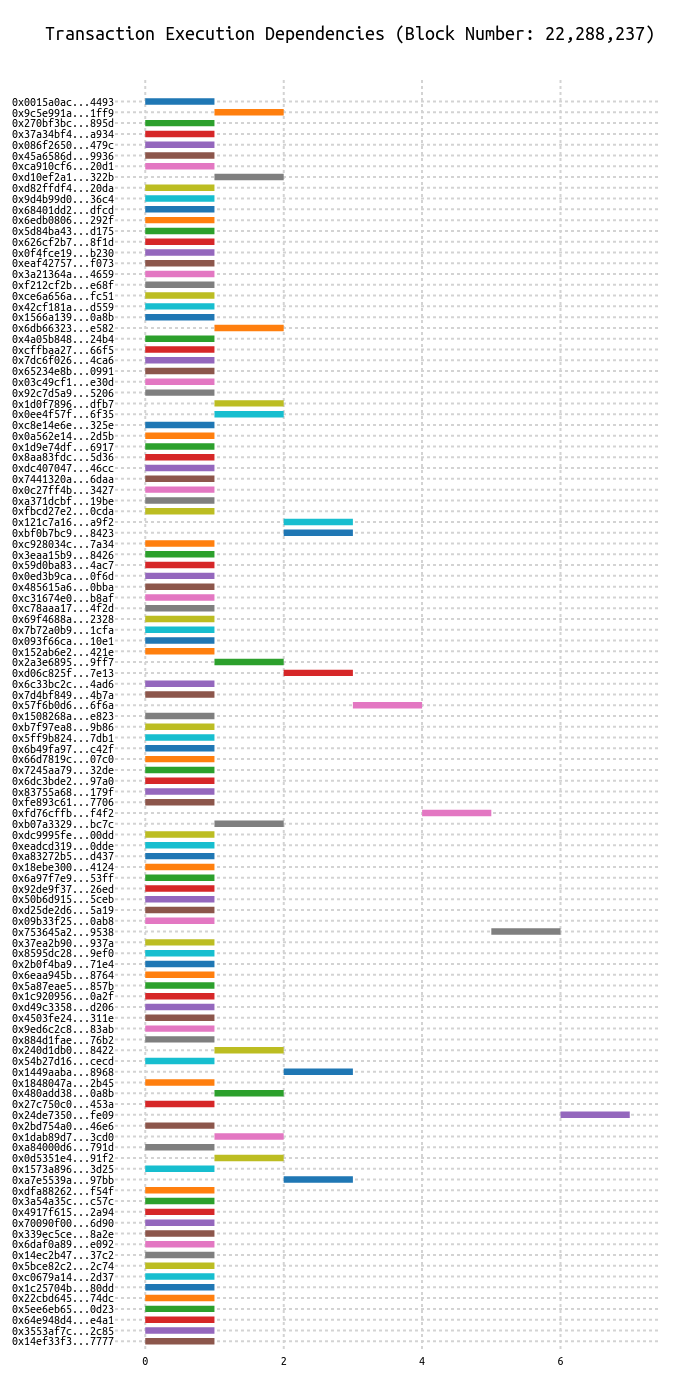 Transaction Execution Dependencies (Block Number: 22,288,237)
0x0015a0ac...4493
0x9c5e991a...1ff9
0x270bf3bc...895d
0x37a34bf4...a934
0x086f2650...479c
0x45a6586d...9936
0xca910cf6...20d1
0xd10ef2a1...322b
0xd82ffdf4...20da
0x9d4b99d0...36c4
0x68401dd2...dfcd
0x6edb0806...292f
0x5d84ba43...d175
0x626cf2b7...8f1d
0x0f4fce19...b230
0xeaf42757...f073
0x3a21364a...4659
0xf212cf2b...e68f
0xce6a656a...fc51
0x42cf181a...d559
0x1566a139...0a8b
0x6db66323...e582
0x4a05b848...24b4
0xcffbaa27...66f5
0x7dc6f026...4ca6
0x65234e8b...0991
0x03c49cf1...e30d
0x92c7d5a9...5206
0x1d0f7896...dfb7
0x0ee4f57f...6f35
0xc8e14e6e...325e
0x0a562e14...2d5b
0x1d9e74df...6917
0x8aa83fdc...5d36
0xdc407047...46cc
0x7441320a...6daa
0x0c27ff4b...3427
0xa371dcbf...19be
0xfbcd27e2...0cda
0x121c7a16...a9f2
0xbf0b7bc9...8423
0xc928034c...7a34
0x3eaa15b9...8426
0x59d0ba83...4ac7
0x0ed3b9ca...0f6d
0x485615a6...0bba
0xc31674e0...b8af
0xc78aaa17...4f2d
0x69f4688a...2328
0x7b72a0b9...1cfa
0x093f66ca...10e1
0x152ab6e2...421e
0x2a3e6895...9ff7
0xd06c825f...7e13
0x6c33bc2c...4ad6
0x7d4bf849...4b7a
0x57f6b0d6...6f6a
0x1508268a...e823
0xb7f97ea8...9b86
0x5ff9b824...7db1
0x6b49fa97...c42f
0x66d7819c...07c0
0x7245aa79...32de
0x6dc3bde2...97a0
0x83755a68...179f
0xfe893c61...7706
0xfd76cffb...f4f2
0xb07a3329...bc7c
0xdc9995fe...00dd
0xeadcd319...0dde
0xa83272b5...d437
0x18ebe300...4124
0x6a97f7e9...53ff
0x92de9f37...26ed
0x50b6d915...5ceb
0xd25de2d6...5a19
0x09b33f25...0ab8
0x753645a2...9538
0x37ea2b90...937a
0x8595dc28...9ef0
0x2b0f4ba9...71e4
0x6eaa945b...8764
0x5a87eae5...857b
0x1c920956...0a2f
0xd49c3358...d206
0x4503fe24...311e
0x9ed6c2c8...83ab
0x884d1fae...76b2
0x240d1db0...8422
0x54b27d16...cecd
0x1449aaba...8968
0x1848047a...2b45
0x480add38...0a8b
0x27c750c0...453a
0x24de7350...fe09
0x2bd754a0...46e6
0x1dab89d7...3cd0
0xa84000d6...791d
0x0d5351e4...91f2
0x1573a896...3d25
0xa7e5539a...97bb
0xdfa88262...f54f
0x3a54a35c...c57c
0x4917f615...2a94
0x70090f00...6d90
0x339ec5ce...8a2e
0x6daf0a89...e092
0x14ec2b47...37c2
0x5bce82c2...2c74
0xc0679a14...2d37
0x1c25704b...80dd
0x22cbd645...74dc
0x5ee6eb65...0d23
0x64e948d4...e4a1
0x3553af7c...2c85
0x14ef33f3...7777
0 2 4 6